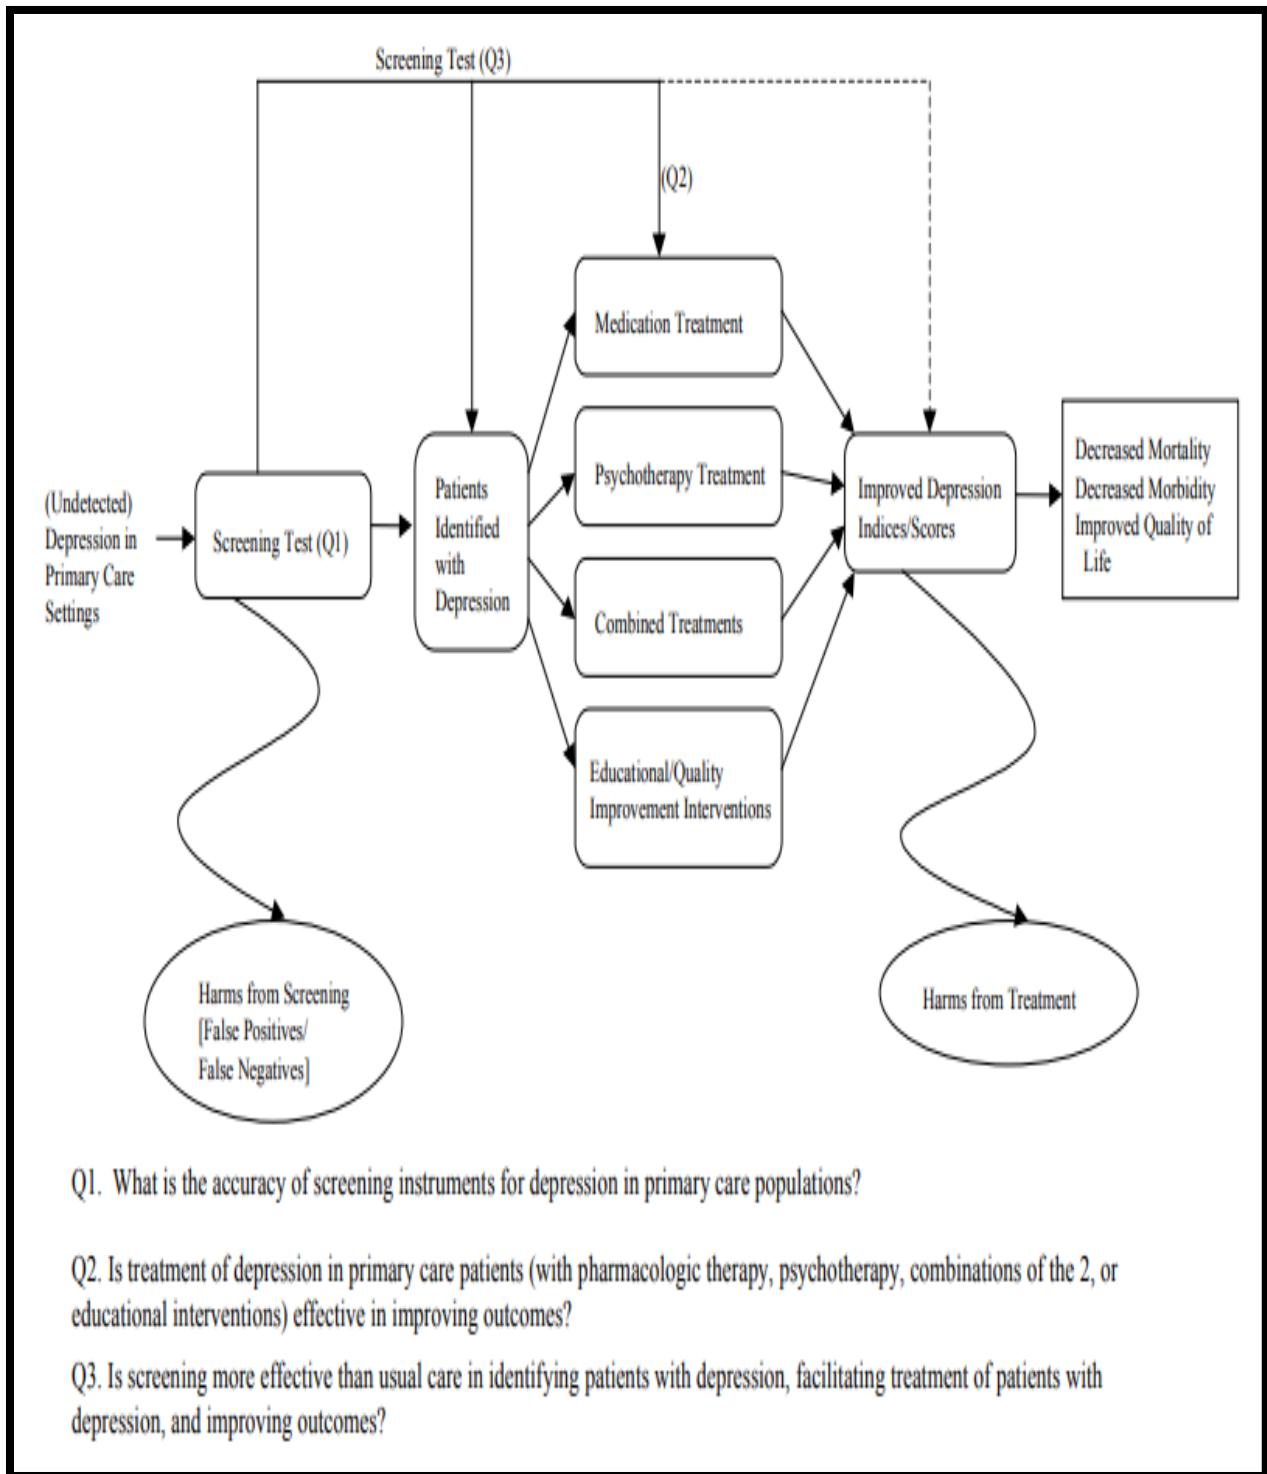 Screening Test (Q3)
(Q2)
Medication Treatment
Psychotherapy Treatment
Combined Treatments
Educational/Quality
Improvement Interventions
(Undetected)
Depression in
Primary Care
Settings
Screening Test (Q1)
Patients
Identified
with
Depression
Improved Depression
Indices/Scores
Decreased Mortality
Decreased Morbidity
Improved Quality of
Life
Harms from Screening
[False Positives/
False Negatives]
Harms from Treatment
Q1. What is the accuracy of screening instruments for depression in primary care populations?
Q2. Is treatment of depression in primary care patients (with pharmacologic therapy, psychotherapy, combinations of the 2, or
educational interventions) effective in improving outcomes?
Q3. Is screening more effective than usual care in identifying patients with depression, facilitating treatment of patients with
depression, and improving outcomes?